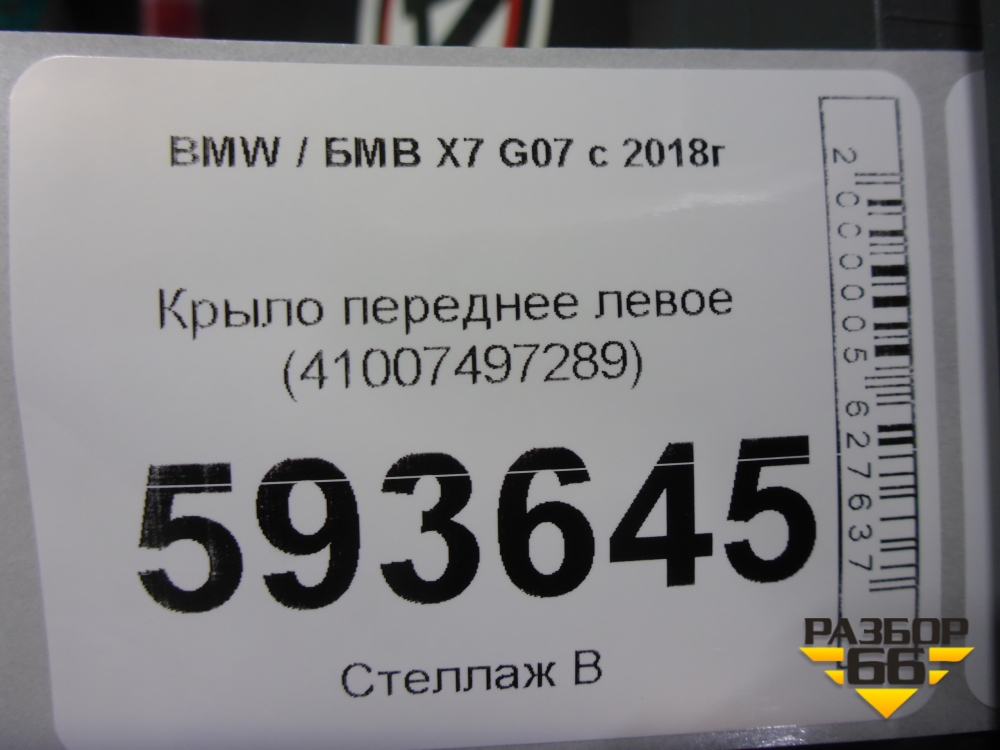 BMW / БМВ X7 G07 с 2018г
Крыло переднее левое
(41007497289)
593645
Стеллаж В
2000005627637
РАЗБОР
66